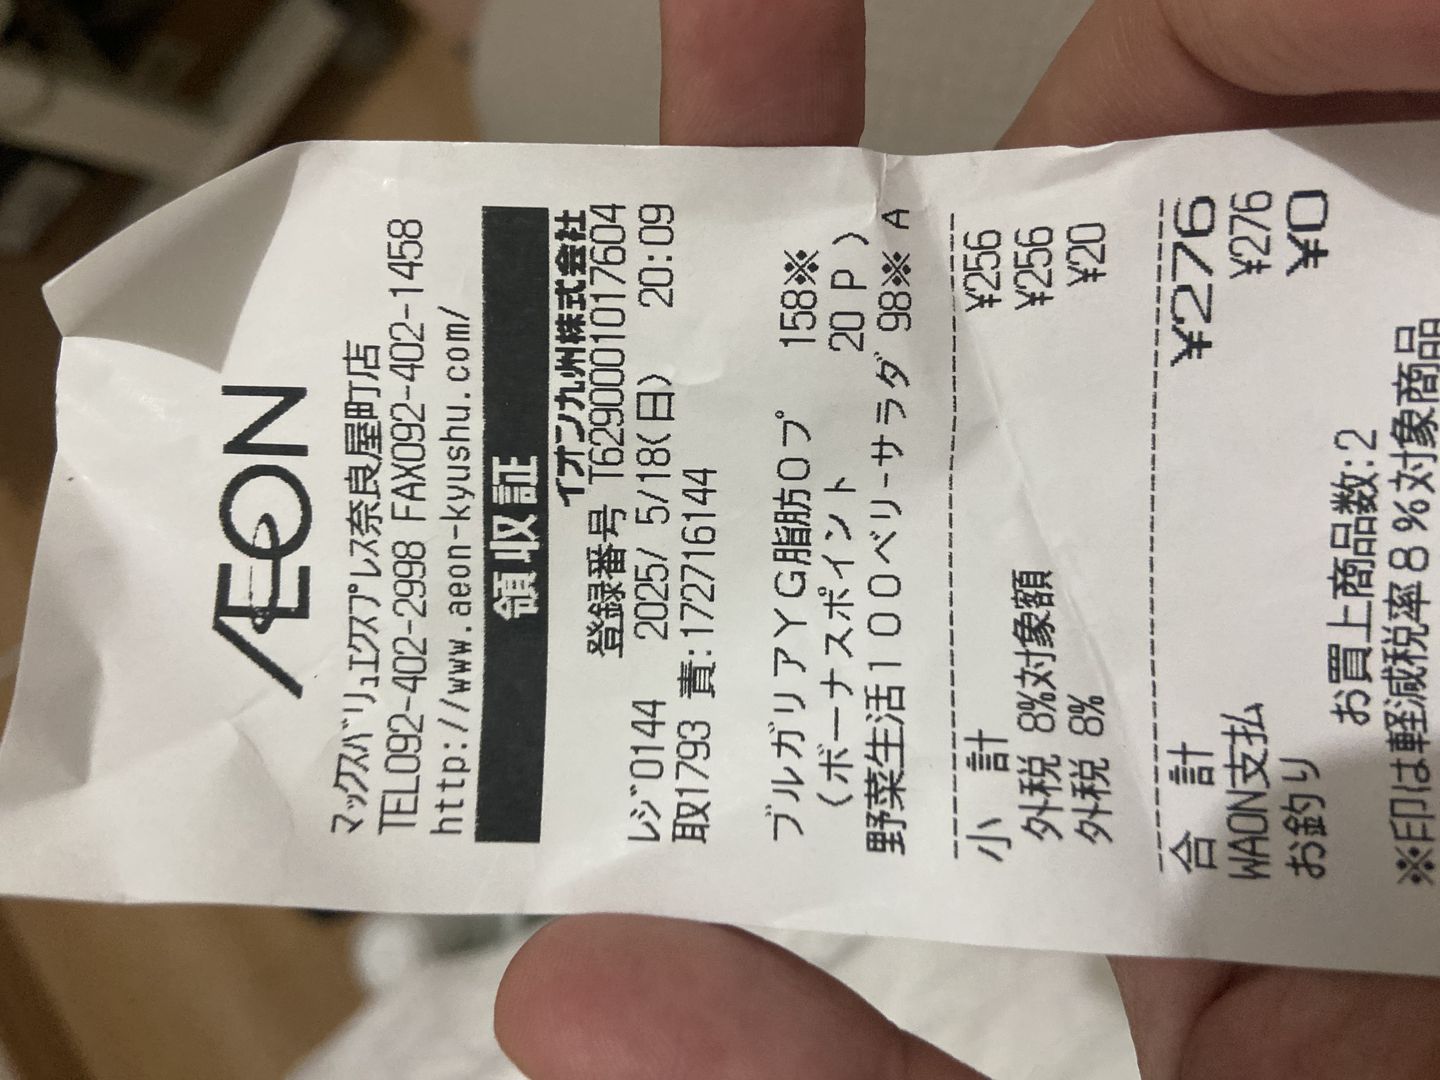 ÆON
マックスバリュエクスプレス奈良屋町店
TEL092-402-2998 FAX092-402-1458
http://www.aeon-kyushu.com/
領収証
イオン九州株式会社
登録番号 T6290001017604
レジ0144 2025/ 5/18(日) 20:09
取1793 責:172716144
ブルガリアYG脂肪0プ 158※
(ボーナスポイント 20P)
野菜生活100ベリーサラダ 98※ A
小 計 ¥256
外税 8%対象額 ¥256
外税 8% ¥20
合 計 ¥276
WAON支払 ¥276
お釣り ¥0
お買上商品数:2
※印は軽減税率8%対象商品